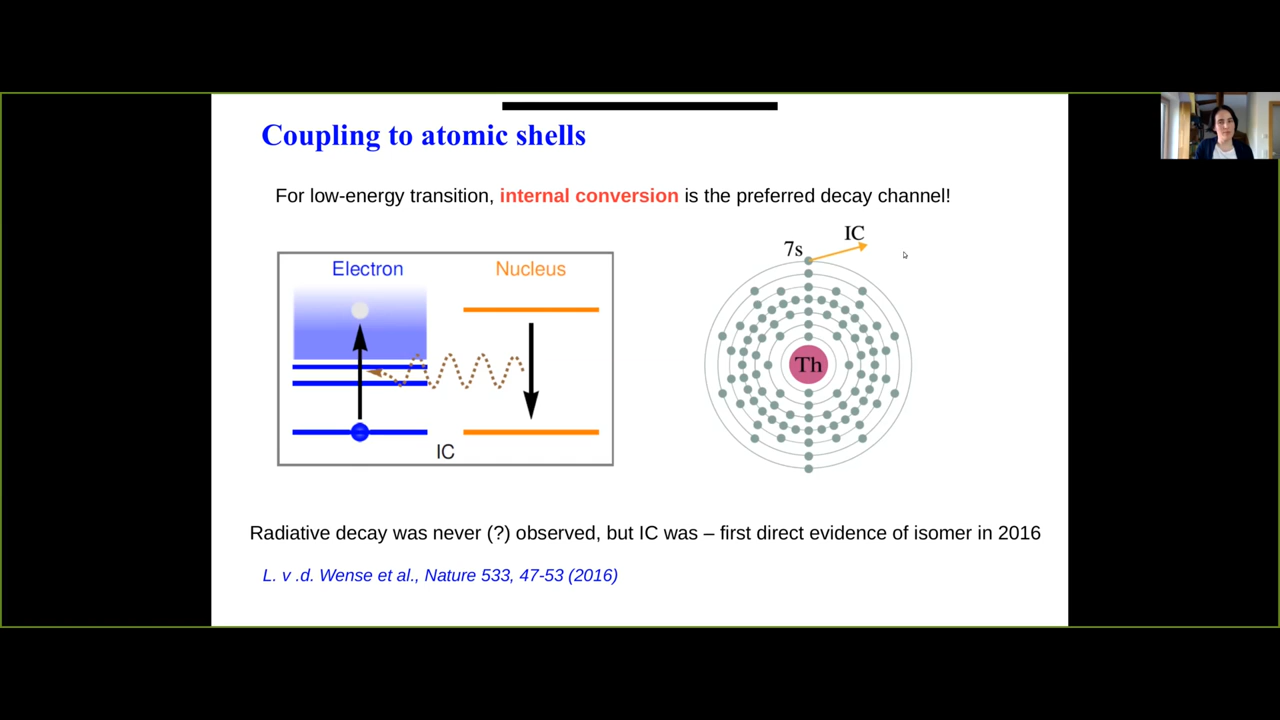 Coupling to atomic shells
For low-energy transition, internal conversion is the preferred decay channel!
Electron
Nucleus
IC
7s
IC
Th
Radiative decay was never (?) observed, but IC was – first direct evidence of isomer in 2016
L. v .d. Wense et al., Nature 533, 47-53 (2016)